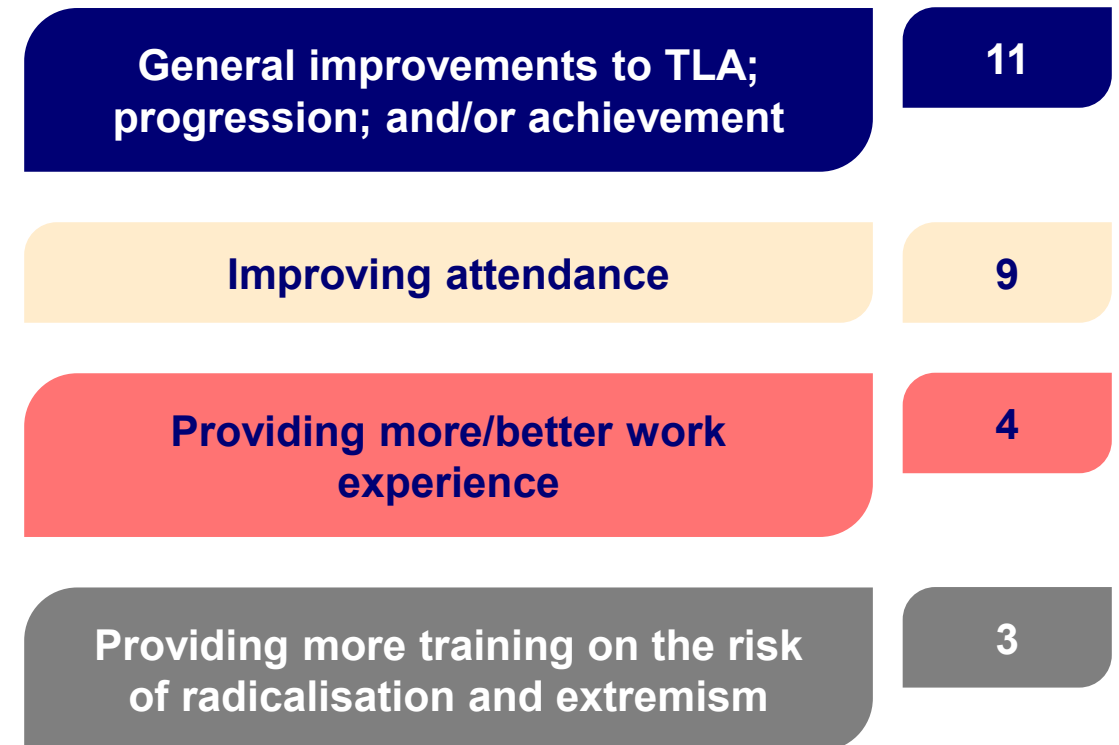 General improvements to TLA;
progression; and/or achievement
11
Improving attendance
9
Providing more/better work
experience
4
Providing more training on the risk
of radicalisation and extremism
3